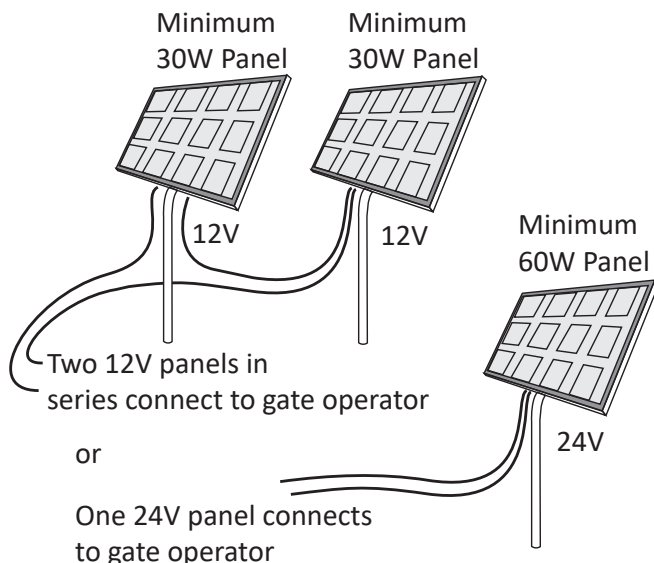 Minimum
30W Panel
Minimum
30W Panel
12V
12V
Minimum
60W Panel
Two 12V panels in
series connect to gate operator
24V
or
One 24V panel connects
to gate operator